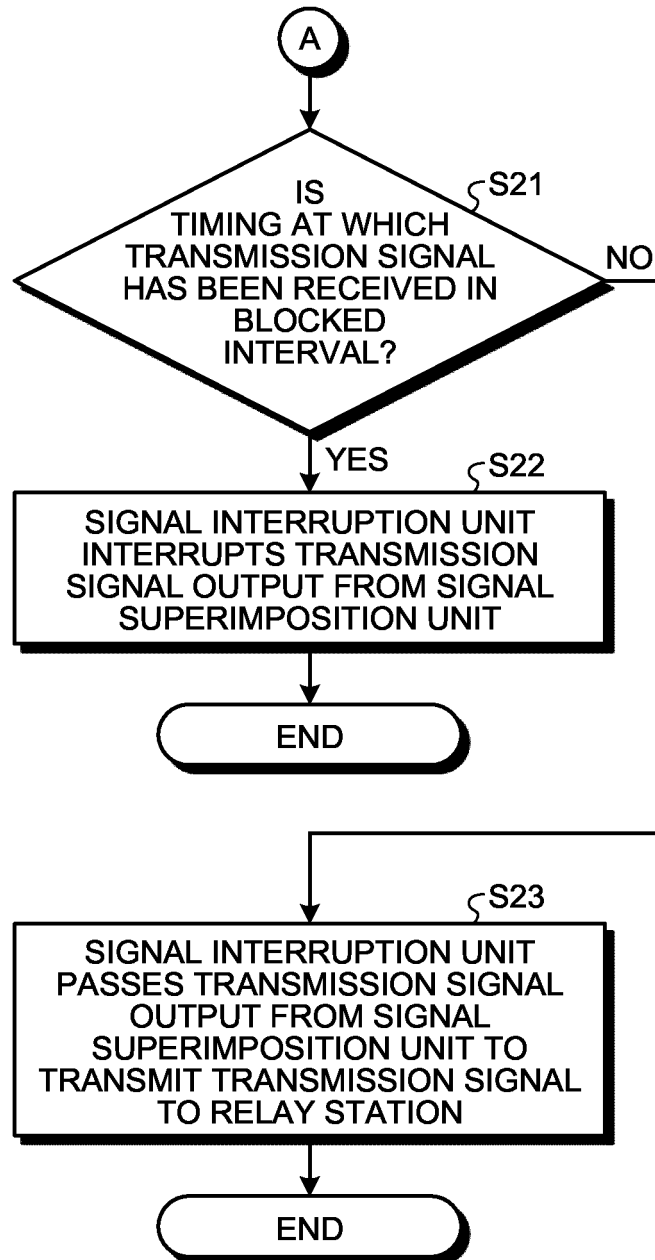 A
IS
TIMING AT WHICH
TRANSMISSION SIGNAL
HAS BEEN RECEIVED IN
BLOCKED
INTERVAL?
S21
NO
YES
S22
SIGNAL INTERRUPTION UNIT
INTERRUPTS TRANSMISSION
SIGNAL OUTPUT FROM SIGNAL
SUPERIMPOSITION UNIT
END
S23
SIGNAL INTERRUPTION UNIT
PASSES TRANSMISSION SIGNAL
OUTPUT FROM SIGNAL
SUPERIMPOSITION UNIT TO
TRANSMIT TRANSMISSION SIGNAL
TO RELAY STATION
END